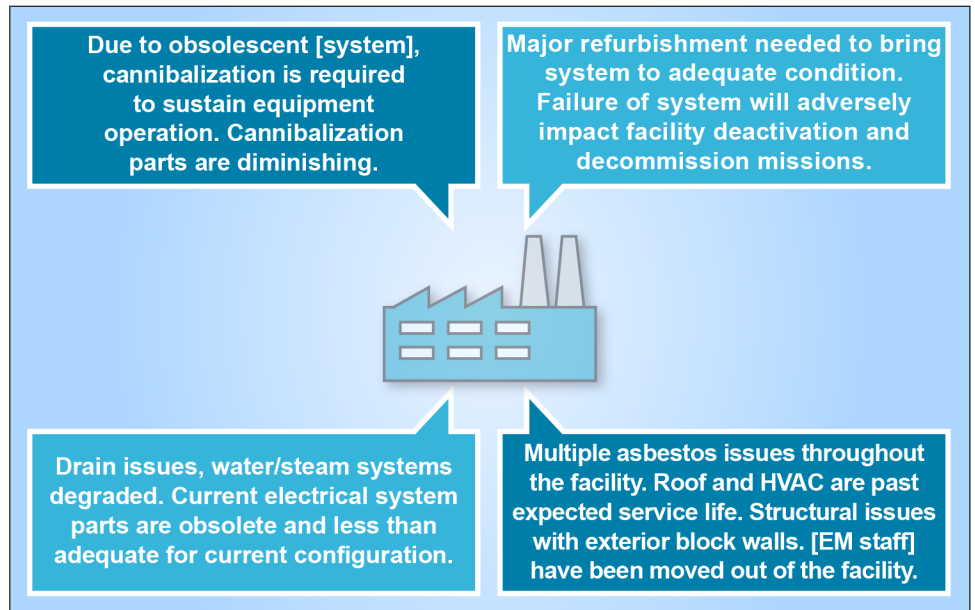 Due to obsolescent [system],
cannibalization is required
to sustain equipment
operation. Cannibalization
parts are diminishing.
Major refurbishment needed to bring
system to adequate condition.
Failure of system will adversely
impact facility deactivation and
decommission missions.
Drain issues, water/steam systems
degraded. Current electrical system
parts are obsolete and less than
adequate for current configuration.
Multiple asbestos issues throughout
the facility. Roof and HVAC are past
expected service life. Structural issues
with exterior block walls. [EM staff]
have been moved out of the facility.